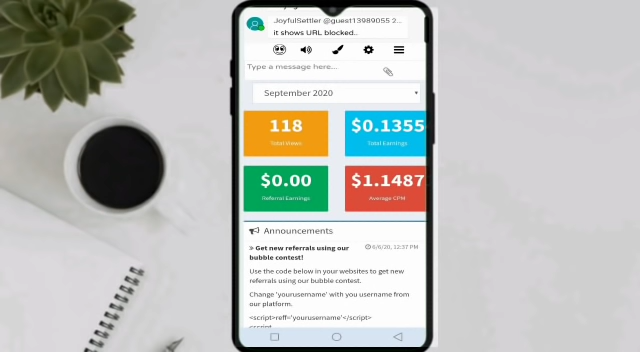 JoyfulSettler @guest13989055 2...
it shows URL blocked..
Type a message here...
September 2020
118
Total Views
$0.1355
Total Earnings
$0.00
Referral Earnings
$1.1487
Average CPM
Announcements
» Get new referrals using our
bubble contest!
6/6/20, 12:37 PM
Use the code below in your websites to get new
referrals using our bubble contest.
Change 'yourusername' with you username from
our platform.
<script>reff='yourusername'</script>
<script